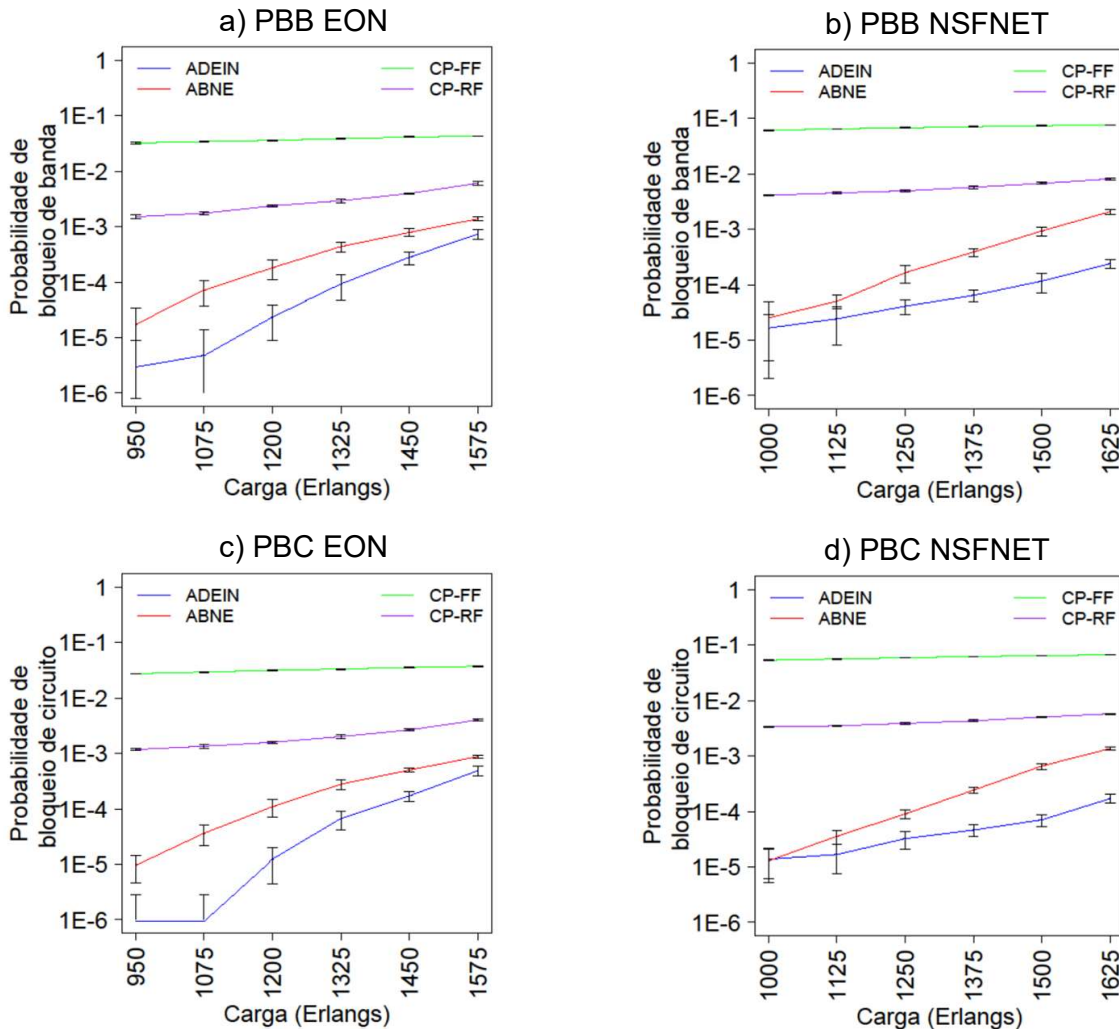 a) PBB EON
ADEIN
ABNE
CP-FF
CP-RF
Probabilidade de
bloqueio de banda
1
1E-1
1E-2
1E-3
1E-4
1E-5
1E-6
950
1075
1200
1325
1450
1575
Carga (Erlangs)
b) PBB NSFNET
ADEIN
ABNE
CP-FF
CP-RF
Probabilidade de
bloqueio de banda
1
1E-1
1E-2
1E-3
1E-4
1E-5
1E-6
1000
1125
1250
1375
1500
1625
Carga (Erlangs)
c) PBC EON
ADEIN
ABNE
CP-FF
CP-RF
Probabilidade de
bloqueio de circuito
1
1E-1
1E-2
1E-3
1E-4
1E-5
1E-6
950
1075
1200
1325
1450
1575
Carga (Erlangs)
d) PBC NSFNET
ADEIN
ABNE
CP-FF
CP-RF
Probabilidade de
bloqueio de circuito
1
1E-1
1E-2
1E-3
1E-4
1E-5
1E-6
1000
1125
1250
1375
1500
1625
Carga (Erlangs)